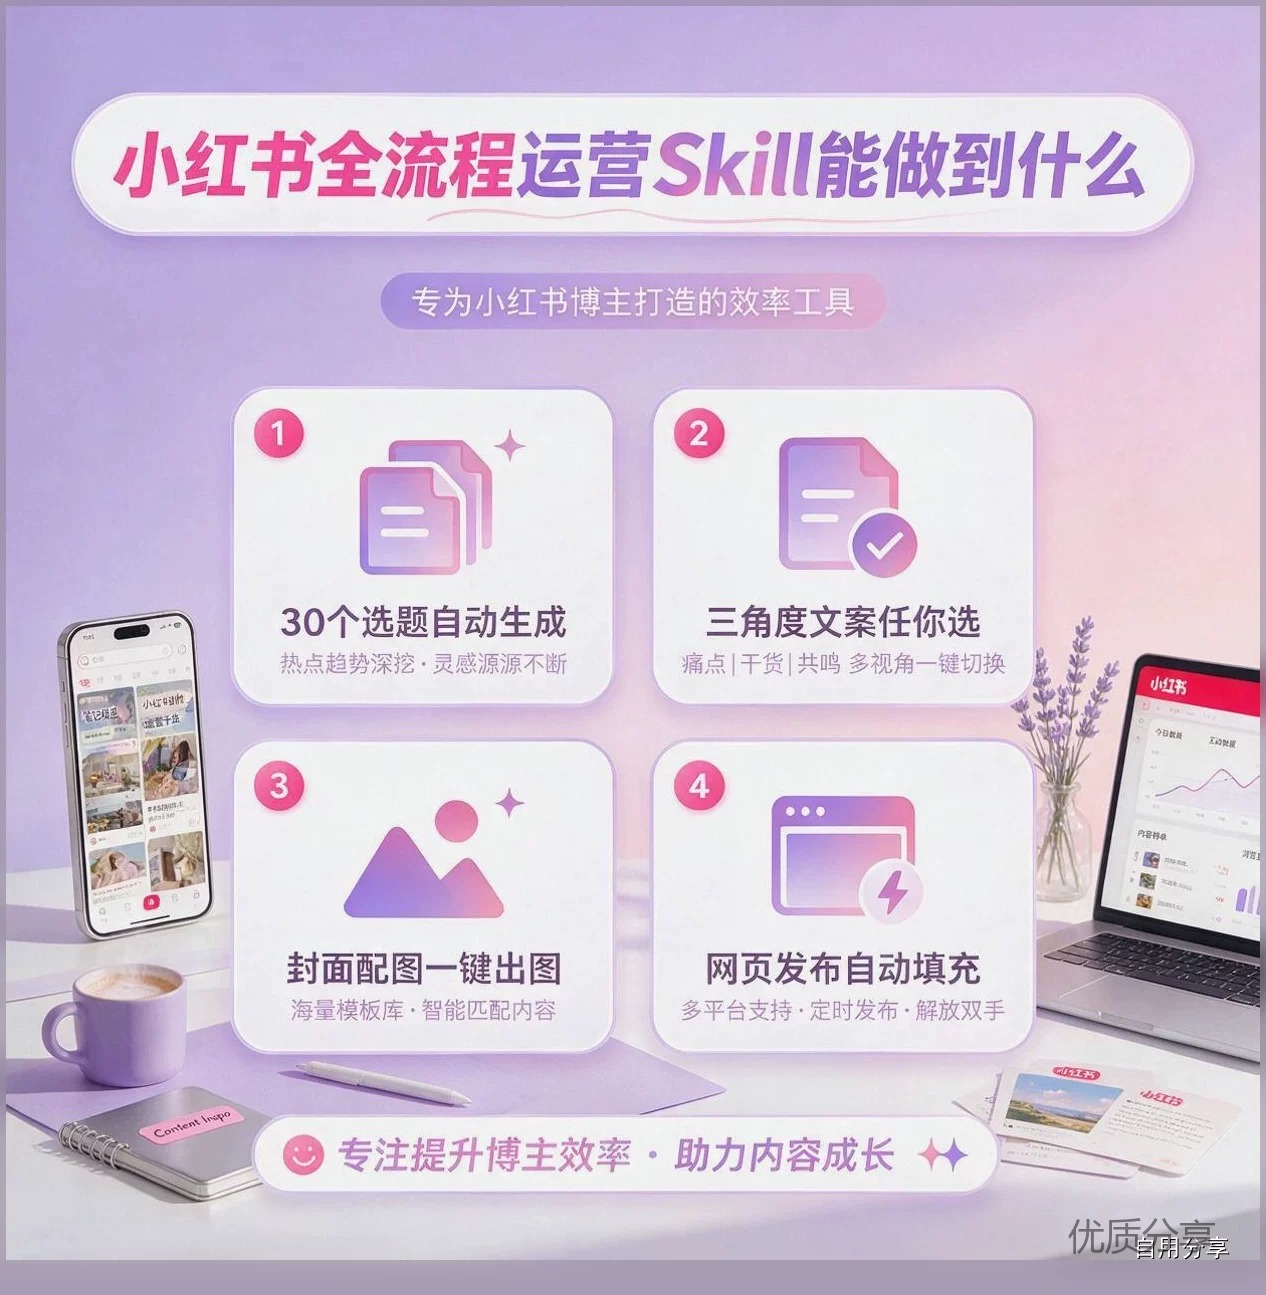 小红书全流程运营Skill能做到什么
专为小红书博主打造的效率工具
1
30个选题自动生成
热点趋势深挖·灵感源源不断
2
三角度文案任你选
痛点|干货|共鸣 多视角一键切换
3
封面配图一键出图
海量模板库·智能匹配内容
4
网页发布自动填充
多平台支持·定时发布·解放双手
小红书
今日数据
Content Inspo
小红书
小红书
专注提升博主效率·助力内容成长
优质分享
自用分享